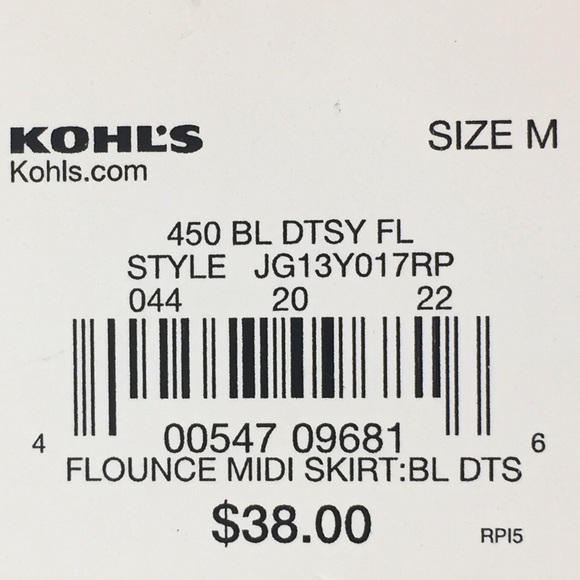 KOHL'S SIZE M
Kohls.com
450 BL DTSY FL
STYLE JG13Y017RP
044 20 22
4 00547 09681 6
FLOUNCE MIDI SKIRT:BL DTS
$38.00 RPI5